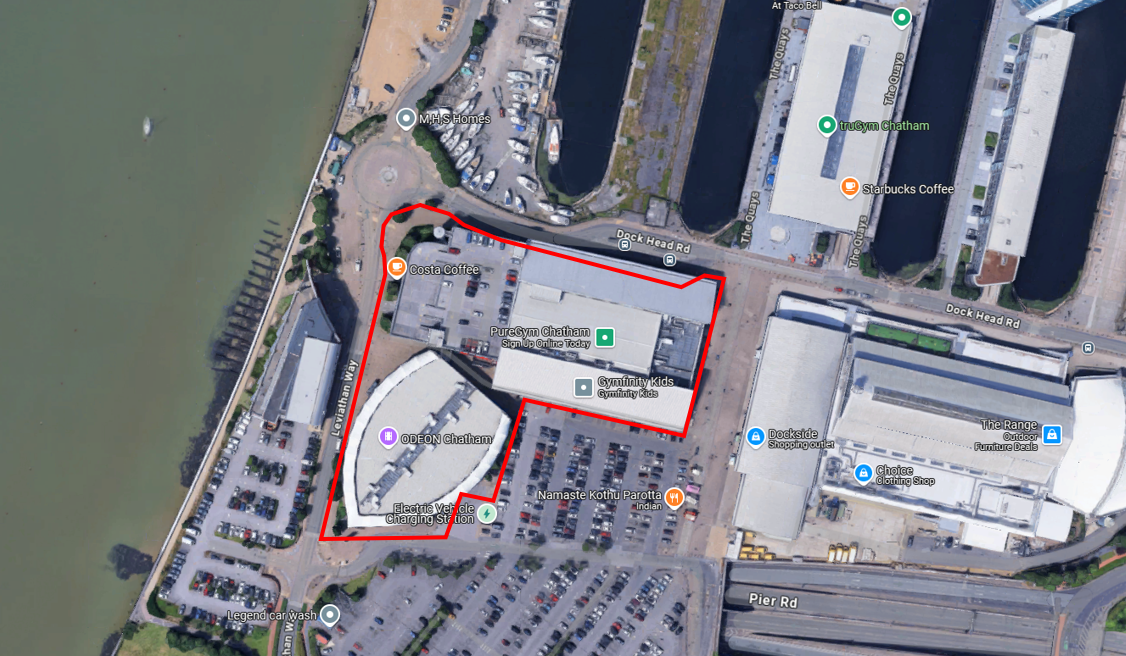 At Taco Bell
The Quays
The Quays
M.H.S Homes
truGym Chatham
Starbucks Coffee
The Quays
The Quays
Dock Head Rd
Costa Coffee
Dock Head Rd
PureGym Chatham
Sign Up Online Today
Gymfinity Kids
Gymfinity Kids
Leviathan Way
ODEON Chatham
Dockside
Shopping outlet
The Range
Outdoor
Furniture Deals
Choice
Clothing Shop
Namaste Kothu Parotta
Indian
Electric Vehicle
Charging Station
Pier Rd
Legend car wash
than Wa